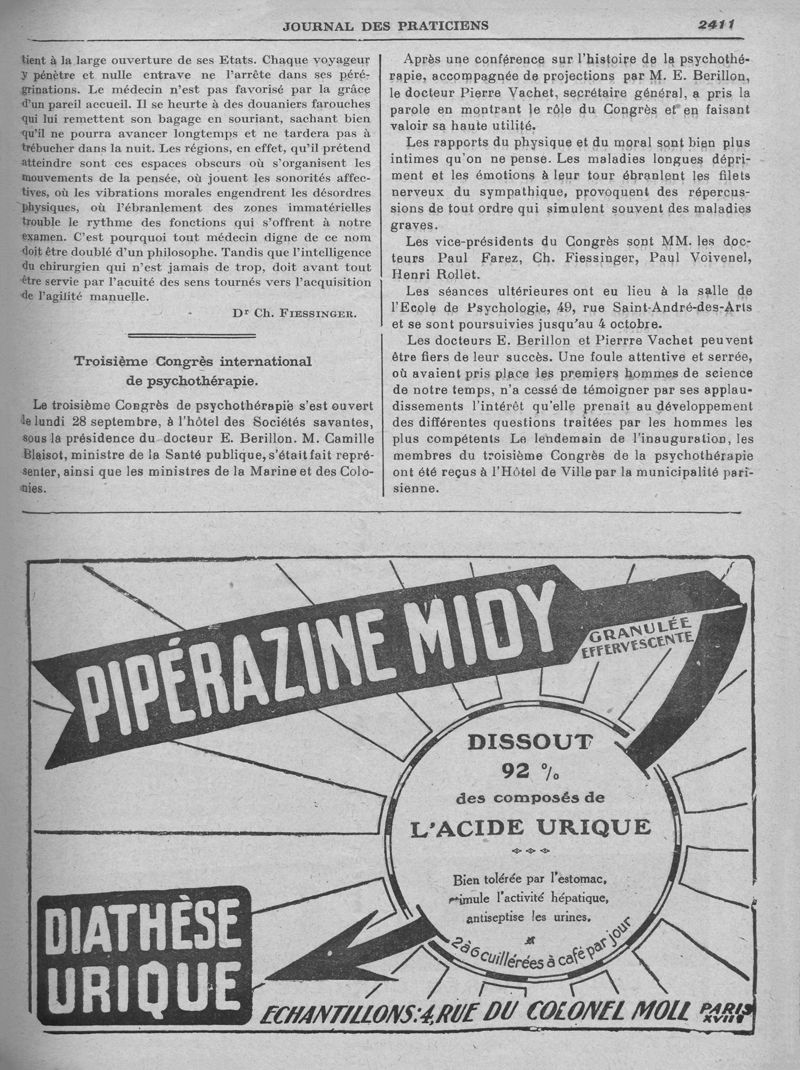 JOURNAL DES PRATICIENS
2411
tient à la large ouverture de ses Etats. Chaque voyageur
y pénètre et nulle entrave ne l'arrête dans ses péré-
grinations. Le médecin n'est pas favorisé par la grâce
d'un pareil accueil. Il se heurte à des douaniers farouches
qui lui remettent son bagage en souriant, sachant bien
qu'il ne pourra avancer longtemps et ne tardera pas à
trébucher dans la nuit. Les régions, en effet, qu'il prétend
atteindre sont ces espaces obscurs où s'organisent les
mouvements de la pensée, où jouent les sonorités affec-
tives, où les vibrations morales engendrent les désordres
physiques, où l'ébranlement des zones immatérielles
trouble le rythme des fonctions qui s'offrent à notre
examen. C'est pourquoi tout médecin digne de ce nom
doit être doublé d'un philosophe. Tandis que l'intelligence
du chirurgien qui n'est jamais de trop, doit avant tout
être servie par l'acuité des sens tournés vers l'acquisition
de l'agilité manuelle.
Dr Ch. FIESSINGER.
Troisième Congrès international
de psychothérapie.
Le troisième Congrès de psychothérapie s'est ouvert
le lundi 28 septembre, à l'hôtel des Sociétés savantes,
sous la présidence du docteur E. Berillon. M. Camille
Blaisot, ministre de la Santé publique, s'était fait repré-
senter, ainsi que les ministres de la Marine et des Colo-
nies.
Après une conférence sur l'histoire de la psychothé-
rapie, accompagnée de projections par M. E. Berillon,
le docteur Pierre Vachet, secrétaire général, a pris la
parole en montrant le rôle du Congrès et en faisant
valoir sa haute utilité.
Les rapports du physique et du moral sont bien plus
intimes qu'on ne pense. Les maladies longues dépri-
ment et les émotions à leur tour ébranlent les filets
nerveux du sympathique, provoquent des répercus-
sions de tout ordre qui simulent souvent des maladies
graves.
Les vice-présidents du Congrès sont MM. les doc-
teurs Paul Farez, Ch. Fiessinger, Paul Voivenel,
Henri Rollet.
Les séances ultérieures ont eu lieu à la salle de
l'Ecole de Psychologie, 49, rue Saint-André-des-Arts
et se sont poursuivies jusqu'au 4 octobre.
Les docteurs E. Berillon et Pierrre Vachet peuvent
être fiers de leur succès. Une foule attentive et serrée,
où avaient pris place les premiers hommes de science
de notre temps, n'a cessé de témoigner par ses applau-
dissements l'intérêt qu'elle prenait au développement
des différentes questions traitées par les hommes les
plus compétents Le lendemain de l'inauguration, les
membres du troisième Congrès de la psychothérapie
ont été reçus à l'Hôtel de Ville par la municipalité pari-
sienne.
PIPÉRAZINE MIDY
GRANULÉE
EFFERVESCENTE
DISSOUT
92 %
des composés de
L'ACIDE URIQUE
Bien tolérée par l'estomac,
stimule l'activité hépatique,
antiseptise les urines.
2 à 6 cuillérées à café par jour
DIATHÈSE
URIQUE
ECHANTILLONS: 4, RUE DU COLONEL MOLL PARIS XVIIe